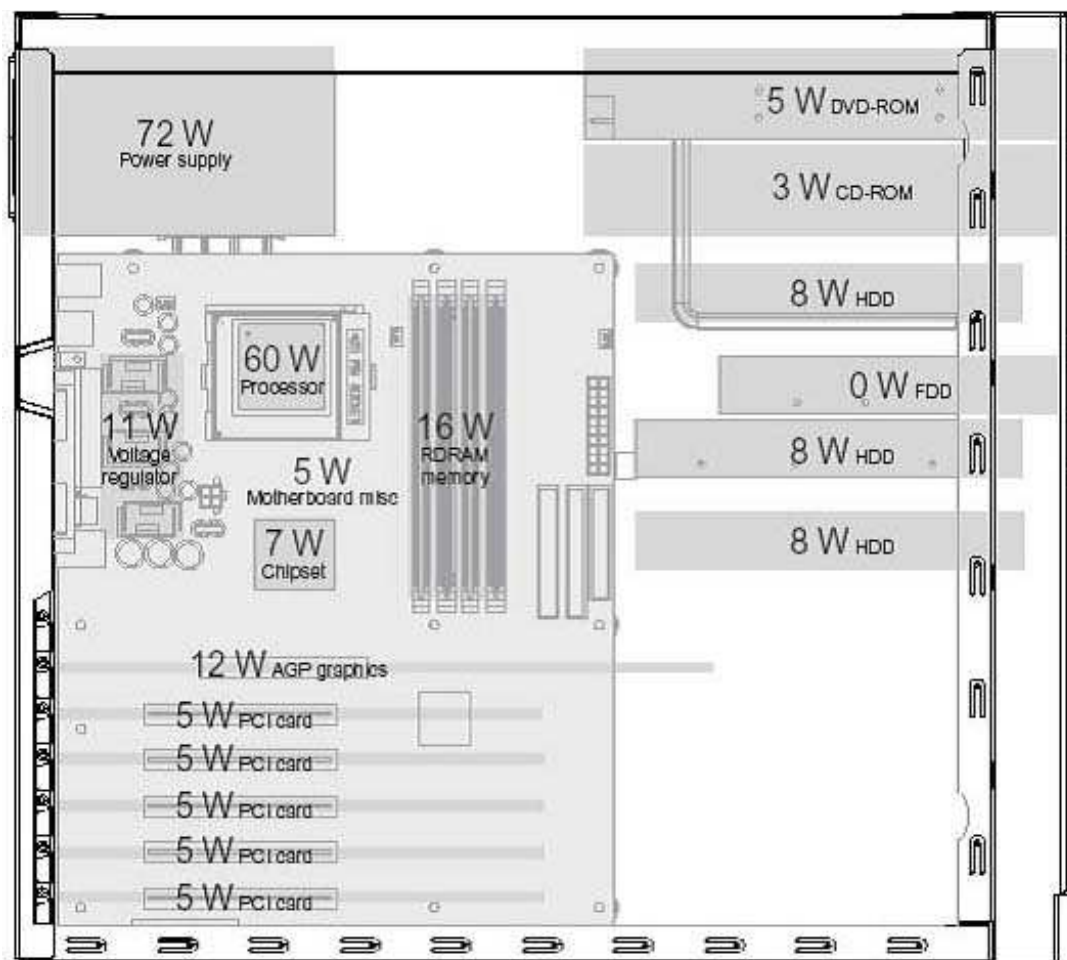 72 W
Power supply
5 W DVD-ROM
3 W CD-ROM
8 W HDD
0 W FDD
8 W HDD
8 W HDD
60 W
Processor
11 W
Voltage
regulator
16 W
RDRAM
memory
5 W
Motherboard misc
7 W
Chipset
12 W AGP graphics
5 W PCI card
5 W PCI card
5 W PCI card
5 W PCI card
5 W PCI card